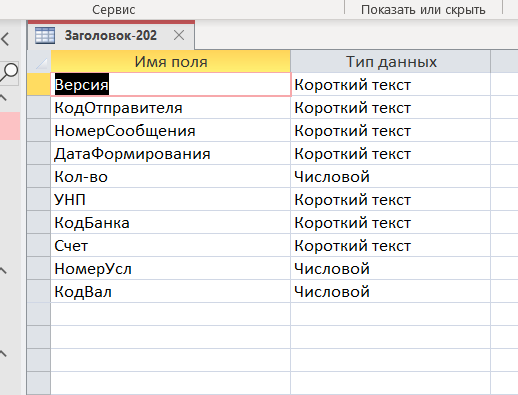 Сервис Показать или скрыть
Заголовок-202
Имя поля Тип данных
Версия Короткий текст
КодОтправителя Короткий текст
НомерСообщения Короткий текст
ДатаФормирования Короткий текст
Кол-во Числовой
УНП Короткий текст
КодБанка Короткий текст
Счет Короткий текст
НомерУсл Числовой
КодВал Числовой